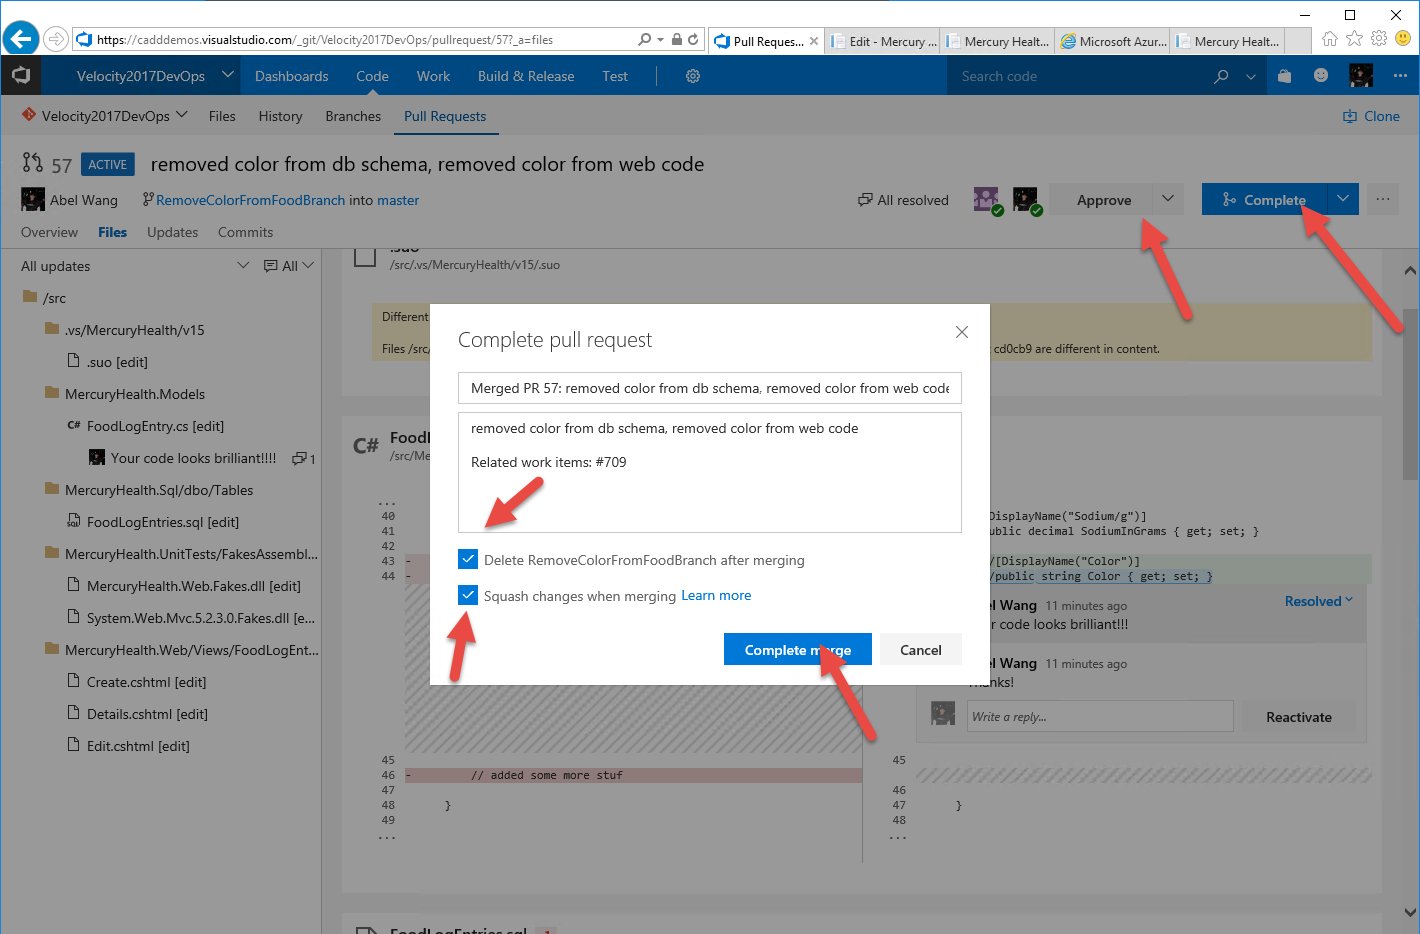 https://cadddemos.visualstudio.com/_git/Velocity2017DevOps/pullrequest/57?_a=files
Pull Reques...
Edit - Mercury ...
Mercury Healt...
Microsoft Azur...
Mercury Healt...
Velocity2017DevOps
Dashboards
Code
Work
Build & Release
Test
Search code
Velocity2017DevOps
Files
History
Branches
Pull Requests
Clone
57
ACTIVE
removed color from db schema, removed color from web code
Abel Wang
RemoveColorFromFoodBranch into master
All resolved
Approve
Complete
...
Overview
Files
Updates
Commits
All updates
All
/src
.vs/MercuryHealth/v15
.suo [edit]
MercuryHealth.Models
C# FoodLogEntry.cs [edit]
Your code looks brilliant!!!!
1
MercuryHealth.Sql/dbo/Tables
FoodLogEntries.sql [edit]
MercuryHealth.UnitTests/FakesAssembl...
MercuryHealth.Web.Fakes.dll [edit]
System.Web.Mvc.5.2.3.0.Fakes.dll [e...
MercuryHealth.Web/Views/FoodLogEnt...
Create.cshtml [edit]
Details.cshtml [edit]
Edit.cshtml [edit]
.suo
/src/.vs/MercuryHealth/v15/.suo
Different
Files /src/
cd0cb9 are different in content.
C#
FoodL
/src/Me
Complete pull request
Merged PR 57: removed color from db schema, removed color from web code
removed color from db schema, removed color from web code
Related work items: #709
Delete RemoveColorFromFoodBranch after merging
Squash changes when merging Learn more
Complete merge
Cancel
...
40
41
42
43 -
44 -
DisplayName("Sodium/g")]
public decimal SodiumInGrams { get; set; }
/[DisplayName("Color")]
/public string Color { get; set; }
el Wang 11 minutes ago
Resolved
r code looks brilliant!!!
el Wang 11 minutes ago
Thanks!
Write a reply...
Reactivate
45
46 - // added some more stuf
47
48 }
49
...
45
46
47 }
48
...
FoodLogEntries.sql